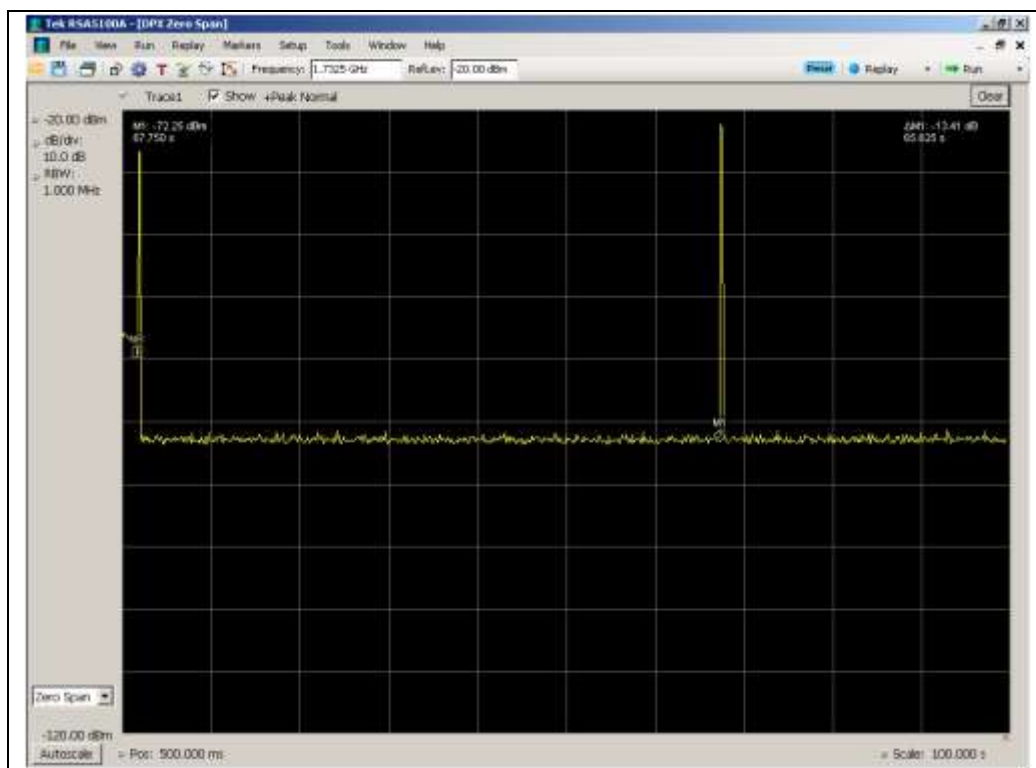 Tek RSA5100A - [DPX Zero Span]
File View Run Replay Markers Setup Tools Window Help
Frequency: 1.7325 GHz RefLev: -20.00 dBm Preset Replay Run
Trace1 Show +Peak Normal Clear
-20.00 dBm
dB/div:
10.0 dB
RBW:
1.000 MHz
M1: -72.25 dBm
67.750 s
ΔM1: -13.41 dB
65.625 s
M1
Zero Span
-120.00 dBm
Autoscale Pos: 500.000 ms Scale: 100.000 s